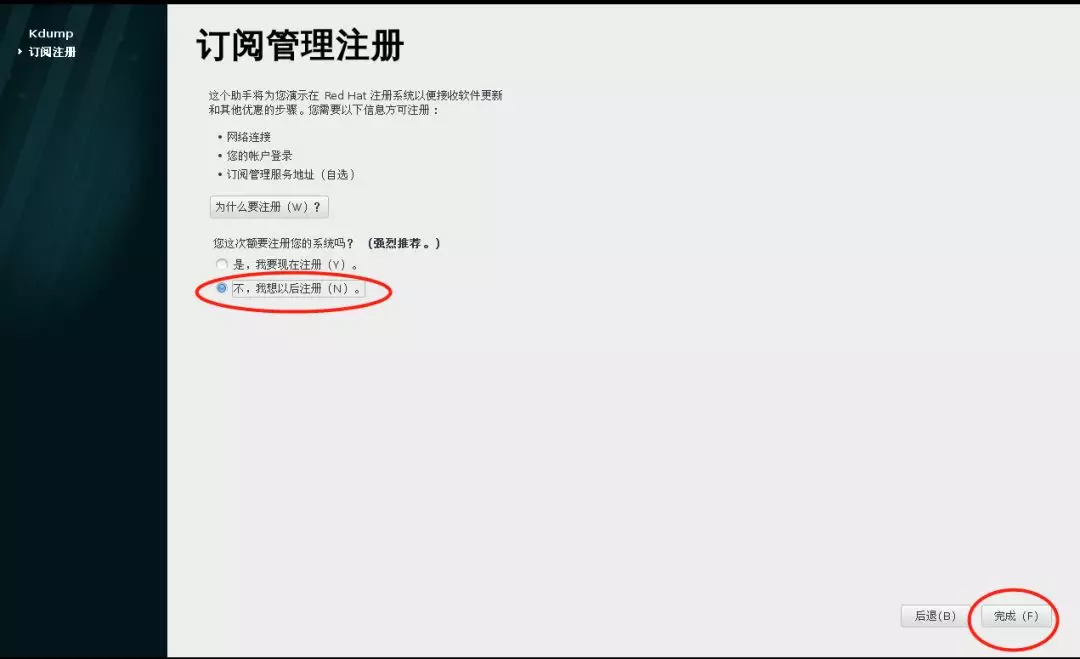 Kdump
订阅注册
订阅管理注册
这个助手将为您演示在 Red Hat 注册系统以便接收软件更新
和其他优惠的步骤。您需要以下信息方可注册：
• 网络连接
• 您的帐户登录
• 订阅管理服务地址（自选）
为什么要注册（W）?
您这次额要注册您的系统吗? （强烈推荐。）
是，我要现在注册（Y）。
不，我想以后注册（N）。
后退(B)
完成（F）